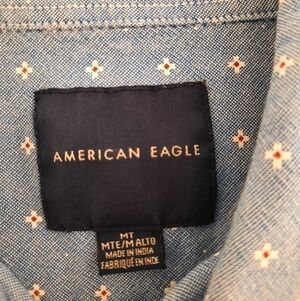 AMERICAN EAGLE
MT
MTE/M ALTO
MADE IN INDIA
FABRIQUÉ EN INDE